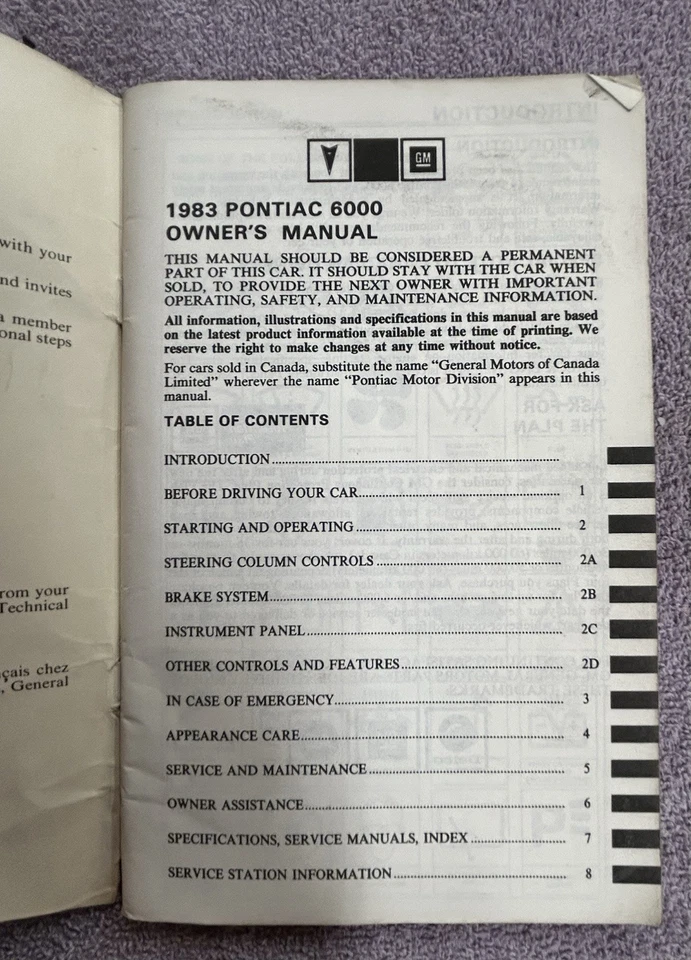 with your
nd invites
a member
onal steps
rom your
Technical
çais chez
, General
GM
1983 PONTIAC 6000
OWNER'S MANUAL
THIS MANUAL SHOULD BE CONSIDERED A PERMANENT
PART OF THIS CAR. IT SHOULD STAY WITH THE CAR WHEN
SOLD, TO PROVIDE THE NEXT OWNER WITH IMPORTANT
OPERATING, SAFETY, AND MAINTENANCE INFORMATION.
All information, illustrations and specifications in this manual are based
on the latest product information available at the time of printing. We
reserve the right to make changes at any time without notice.
For cars sold in Canada, substitute the name "General Motors of Canada
Limited" wherever the name "Pontiac Motor Division" appears in this
manual.
TABLE OF CONTENTS
INTRODUCTION
BEFORE DRIVING YOUR CAR 1
STARTING AND OPERATING 2
STEERING COLUMN CONTROLS 2A
BRAKE SYSTEM 2B
INSTRUMENT PANEL 2C
OTHER CONTROLS AND FEATURES 2D
IN CASE OF EMERGENCY 3
APPEARANCE CARE 4
SERVICE AND MAINTENANCE 5
OWNER ASSISTANCE 6
SPECIFICATIONS, SERVICE MANUALS, INDEX 7
SERVICE STATION INFORMATION 8